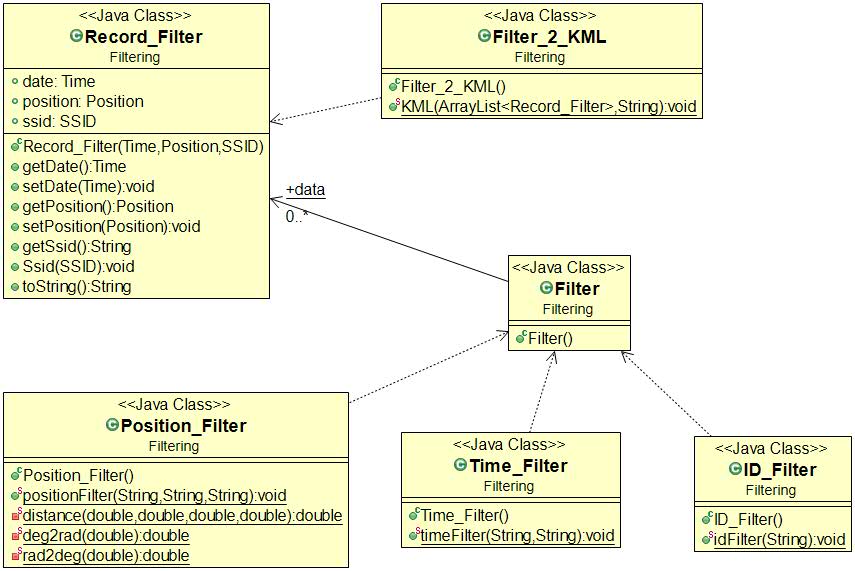 <<Java Class>>
Record_Filter
Filtering
date: Time
position: Position
ssid: SSID
Record_Filter(Time,Position,SSID)
getDate():Time
setDate(Time):void
getPosition():Position
setPosition(Position):void
getSsid():String
Ssid(SSID):void
toString():String
<<Java Class>>
Filter_2_KML
Filtering
Filter_2_KML()
KML(ArrayList<Record_Filter>,String):void
+data
0..*
<<Java Class>>
Filter
Filtering
Filter()
<<Java Class>>
Position_Filter
Filtering
Position_Filter()
positionFilter(String,String,String):void
distance(double,double,double,double):double
deg2rad(double):double
rad2deg(double):double
<<Java Class>>
Time_Filter
Filtering
Time_Filter()
timeFilter(String,String):void
<<Java Class>>
ID_Filter
Filtering
ID_Filter()
idFilter(String):void